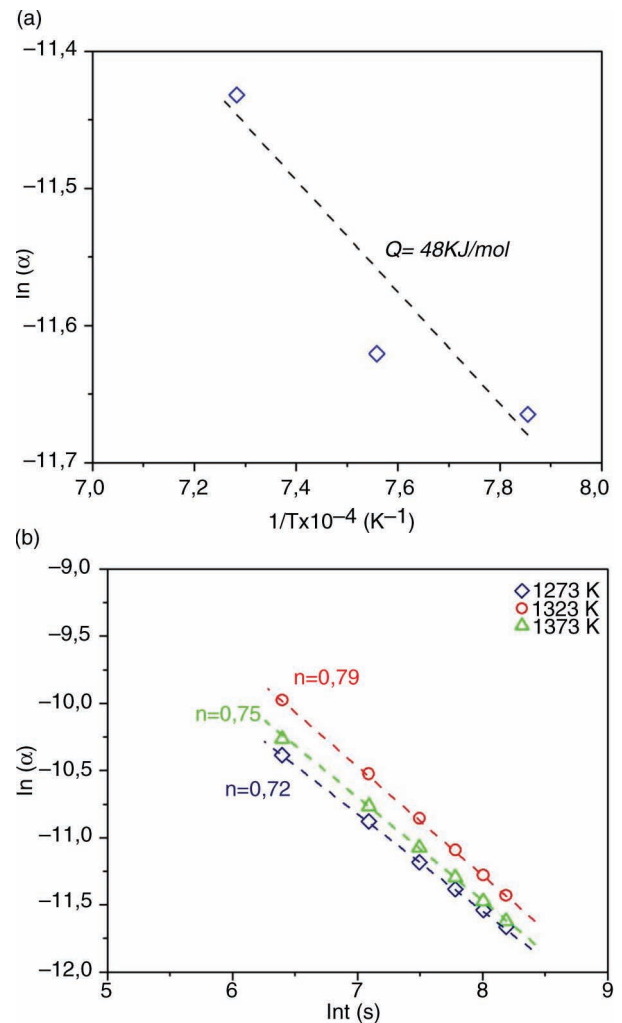 (a)
−11,4
−11,5
−11,6
−11,7
ln (α)
Q= 48KJ/mol
7,0 7,2 7,4 7,6 7,8 8,0
1/Tx10⁻⁴ (K⁻¹)
(b)
−9,0
−9,5
−10,0
−10,5
−11,0
−11,5
−12,0
ln (α)
1273 K
1323 K
1373 K
n=0,79
n=0,75
n=0,72
5 6 7 8 9
Int (s)